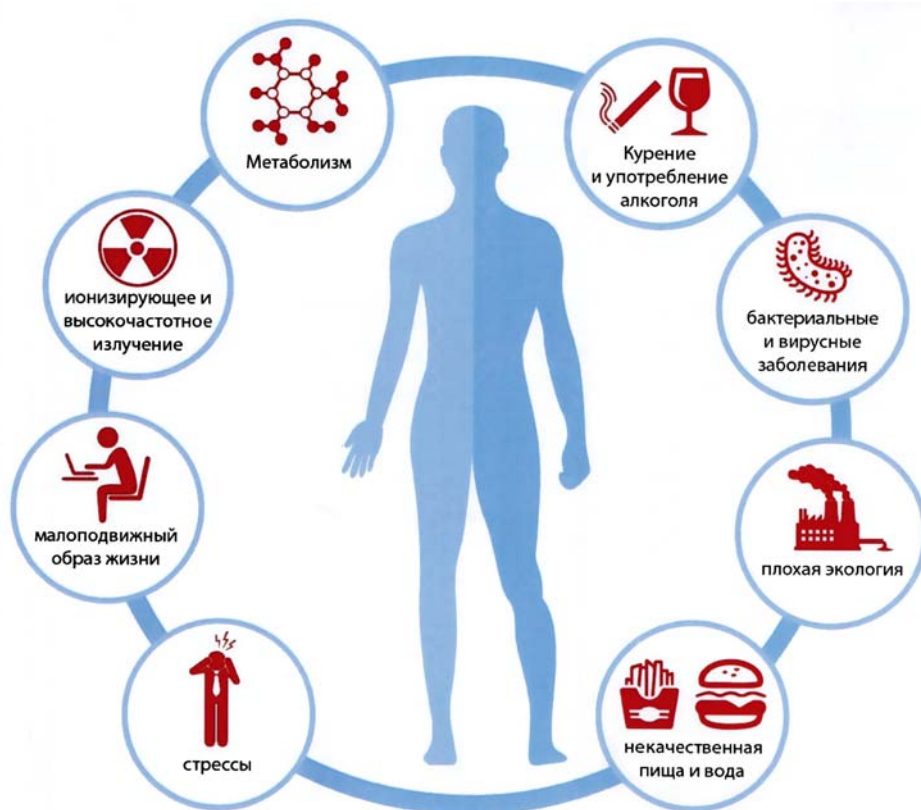 Метаболизм
Курение
и употребление
алкоголя
ионизирующее и
высокочастотное
излучение
бактериальные
и вирусные
заболевания
малоподвижный
образ жизни
плохая экология
стрессы
некачественная
пища и вода